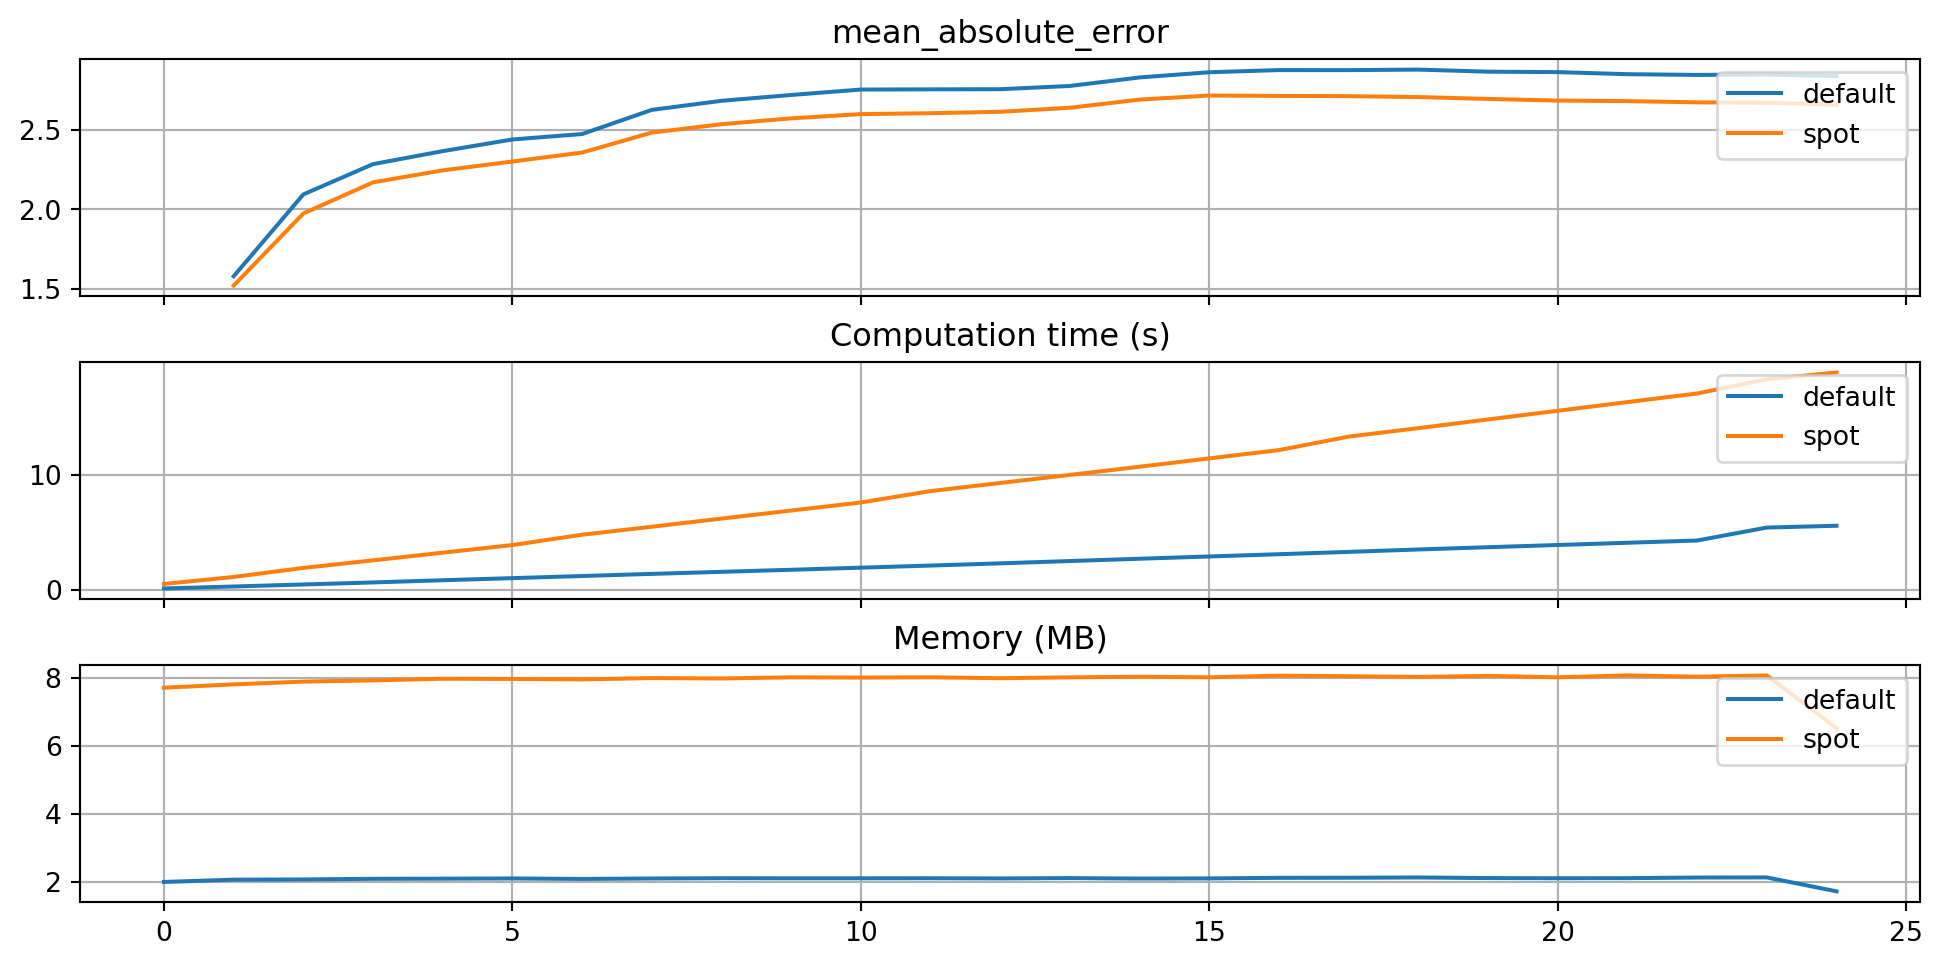 mean_absolute_error
2.5
2.0
1.5
default
spot
Computation time (s)
10
0
default
spot
Memory (MB)
8
6
4
2
default
spot
0 5 10 15 20 25